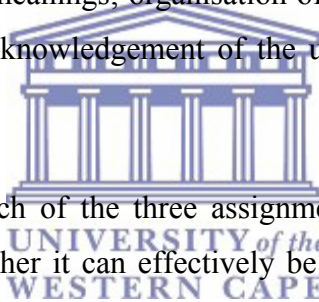 eanings, organisation of
knowledgement of the u
ch of the three assignme
UNIVERSITY of the
her it can effectively be
WESTERN CAPE